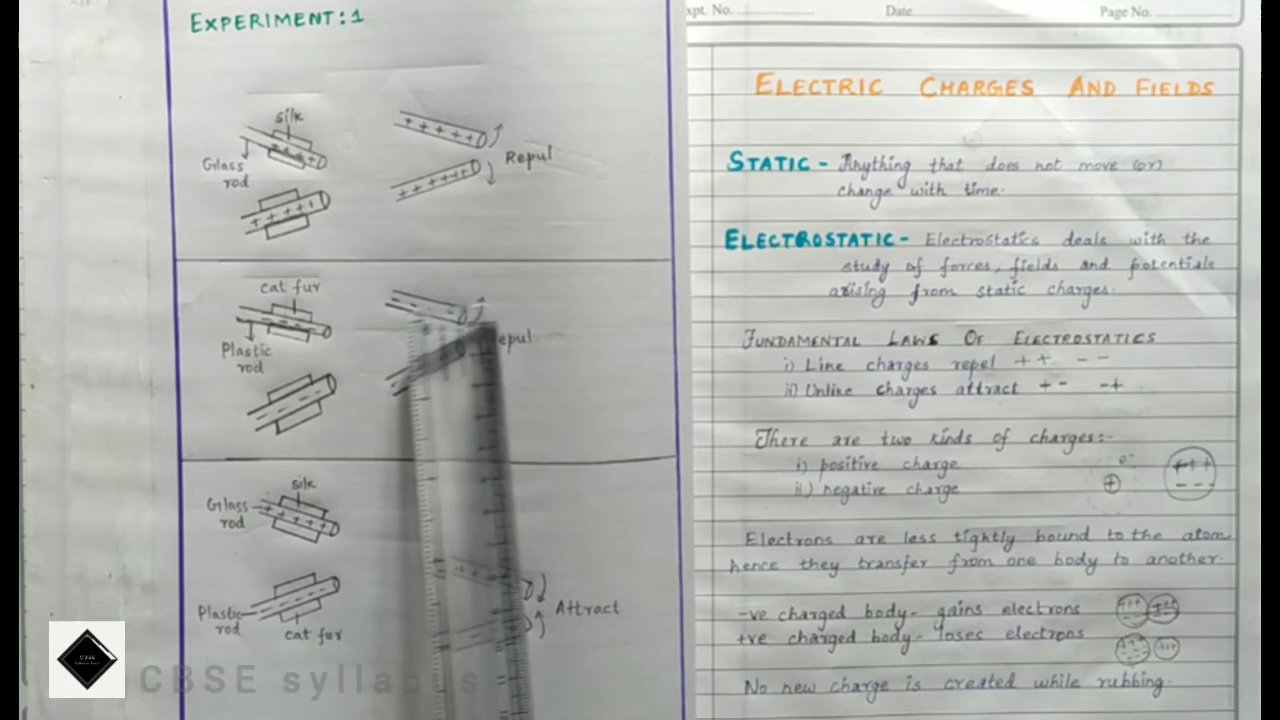 EXPERIMENT:1
silk
Glass
rod
Repul
cat fur
Plastic
rod
epul
silk
Glass
rod
Plastic
rod
cat fur
Attract
CBSE
CBSE syllabus
xpt. No.
Date
Page No.
ELECTRIC CHARGES AND FIELDS
STATIC - Anything that does not move (or)
change with time.
ELECTROSTATIC - Electrostatics deals with the
study of forces, fields and potentials
arising from static charges.
FUNDAMENTAL LAWS OF ELECTROSTATICS
i) Like charges repel ++ --
ii) Unlike charges attract +- -+
There are two kinds of charges:-
i) positive charge
ii) negative charge
e-
Electrons are less tightly bound to the atom
hence they transfer from one body to another.
-ve charged body - gains electrons
+ve charged body - loses electrons
No new charge is created while rubbing.